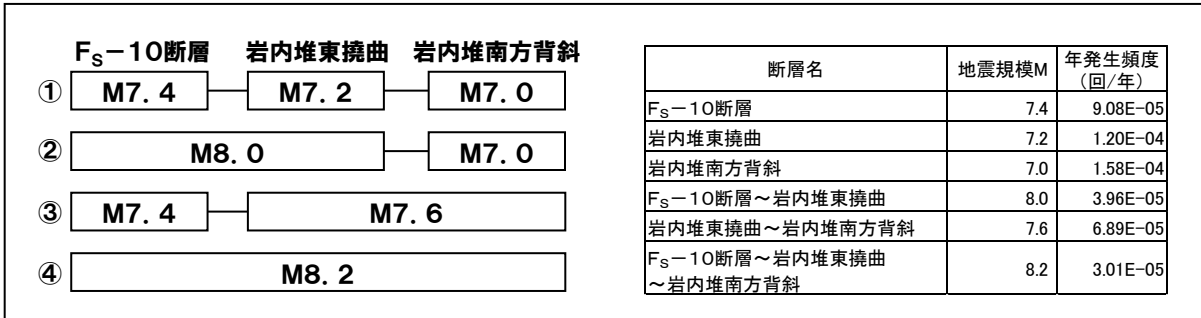 F_S－10断層 岩内堆東撓曲 岩内堆南方背斜
① M7.4 M7.2 M7.0
② M8.0 M7.0
③ M7.4 M7.6
④ M8.2
断層名 地震規模M 年発生頻度
(回/年)
F_S－10断層 7.4 9.08E-05
岩内堆東撓曲 7.2 1.20E-04
岩内堆南方背斜 7.0 1.58E-04
F_S－10断層～岩内堆東撓曲 8.0 3.96E-05
岩内堆東撓曲～岩内堆南方背斜 7.6 6.89E-05
F_S－10断層～岩内堆東撓曲
～岩内堆南方背斜 8.2 3.01E-05